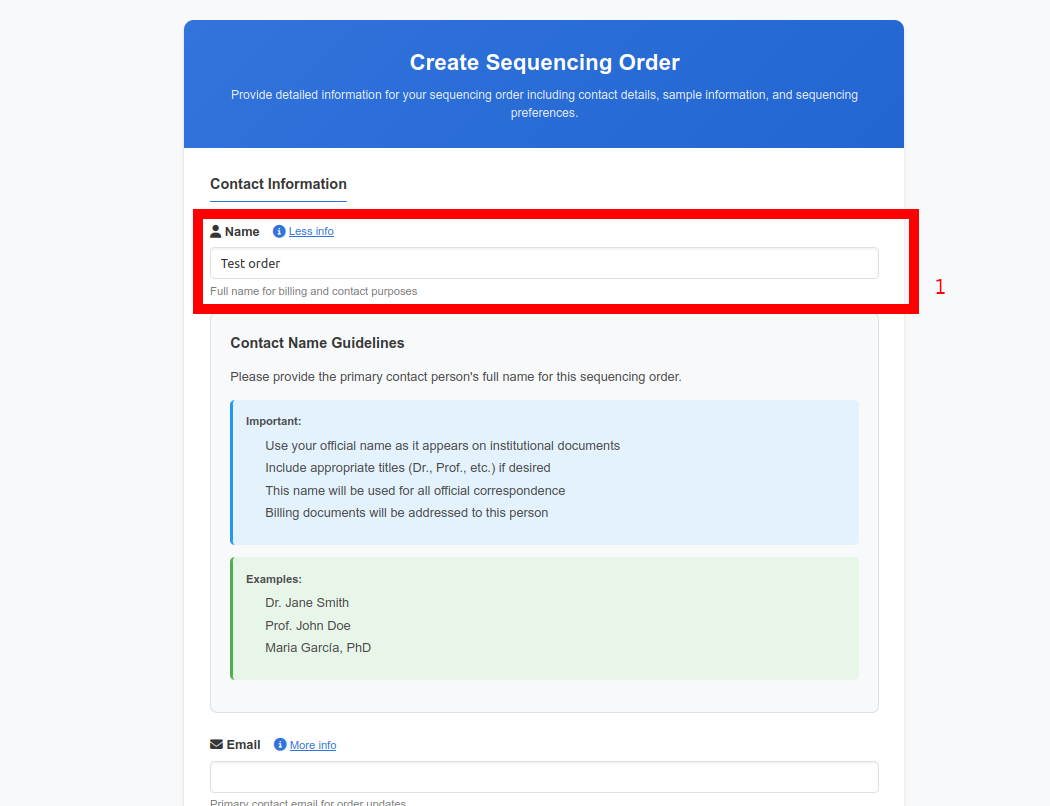 Create Sequencing Order
Provide detailed information for your sequencing order including contact details, sample information, and sequencing
preferences.
Contact Information
Name Less info
Test order
Full name for billing and contact purposes
1
Contact Name Guidelines
Please provide the primary contact person's full name for this sequencing order.
Important:
Use your official name as it appears on institutional documents
Include appropriate titles (Dr., Prof., etc.) if desired
This name will be used for all official correspondence
Billing documents will be addressed to this person
Examples:
Dr. Jane Smith
Prof. John Doe
Maria García, PhD
Email More info
Primary contact email for order updates